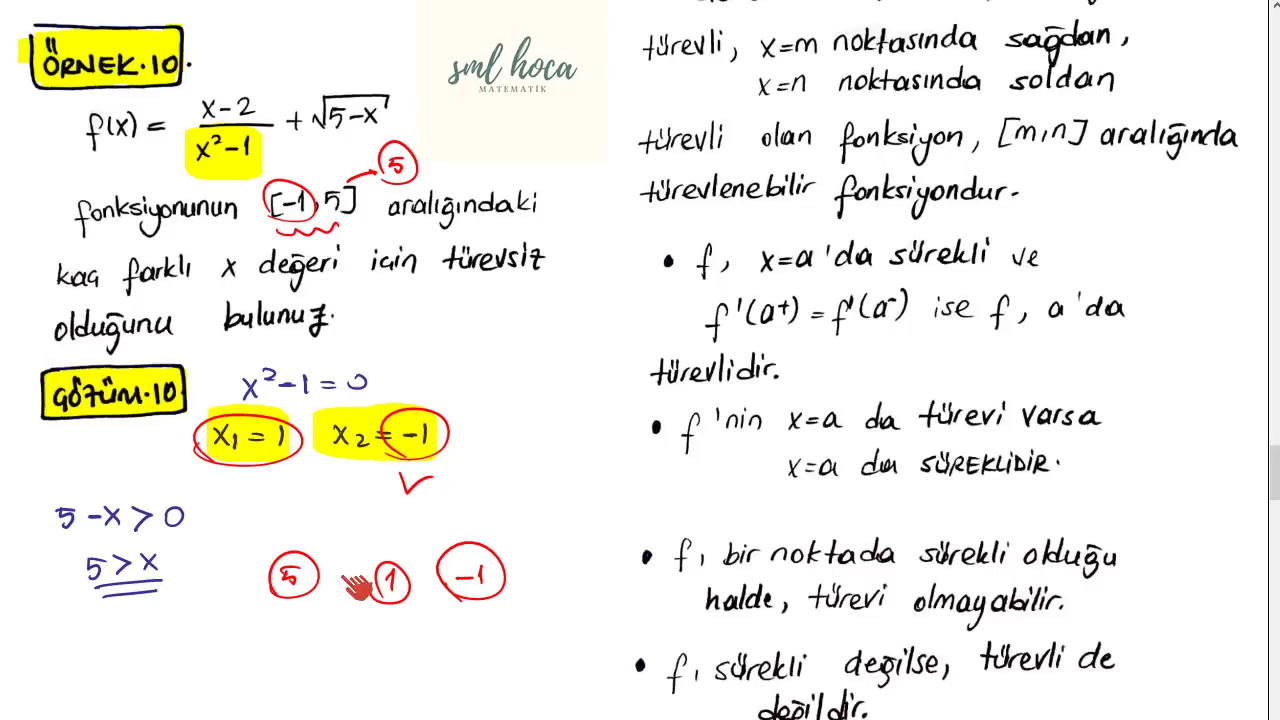 ÖRNEK.10.
f(x) = x-2 / x²-1 + √5-x
5
fonksiyonunun [-1,5] aralığındaki
kaç farklı x değeri için türevsiz
olduğunu bulunuz.
ÇÖZÜM.10
x²-1=0
x₁ = 1 x₂ = -1
5-x > 0
5 > x
5 1 -1
sml hoca
MATEMATİK
türevli, x=m noktasında sağdan,
x=n noktasında soldan
türevli olan fonksiyon, [m,n] aralığında
türevlenebilir fonksiyondur.
• f, x=a'da sürekli ve
f'(a+) = f'(a-) ise f, a'da
türevlidir.
• f'nin x=a da türevi varsa
x=a da SÜREKLİDİR.
• f, bir noktada sürekli olduğu
halde, türevi olmayabilir.
• f, sürekli değilse, türevli de
değildir.